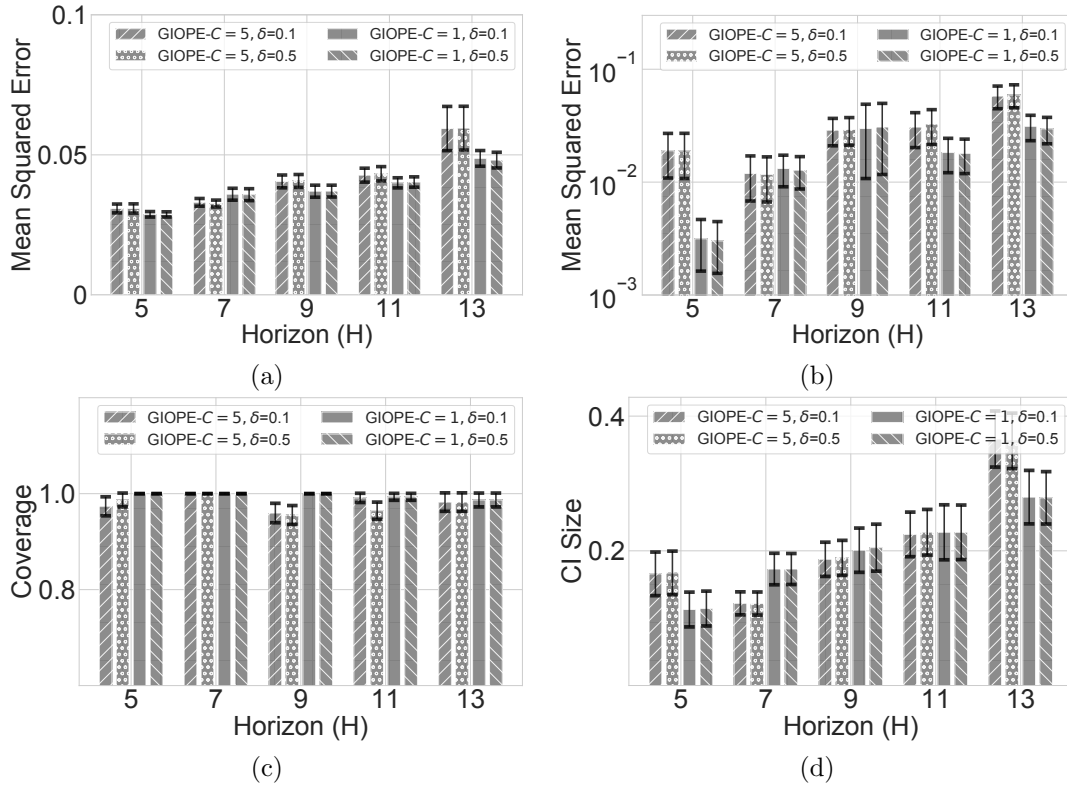 0.1
GIOPE-C = 5, δ=0.1
GIOPE-C = 5, δ=0.5
GIOPE-C = 1, δ=0.1
GIOPE-C = 1, δ=0.5
0.05
0
Mean Squared Error
5 7 9 11 13
Horizon (H)
(a)
GIOPE-C = 5, δ=0.1
GIOPE-C = 5, δ=0.5
GIOPE-C = 1, δ=0.1
GIOPE-C = 1, δ=0.5
10⁻¹
10⁻²
10⁻³
Mean Squared Error
5 7 9 11 13
Horizon (H)
(b)
GIOPE-C = 5, δ=0.1
GIOPE-C = 5, δ=0.5
GIOPE-C = 1, δ=0.1
GIOPE-C = 1, δ=0.5
1.0
0.8
Coverage
5 7 9 11 13
Horizon (H)
(c)
0.4
GIOPE-C = 5, δ=0.1
GIOPE-C = 5, δ=0.5
GIOPE-C = 1, δ=0.1
GIOPE-C = 1, δ=0.5
0.2
CI Size
5 7 9 11 13
Horizon (H)
(d)